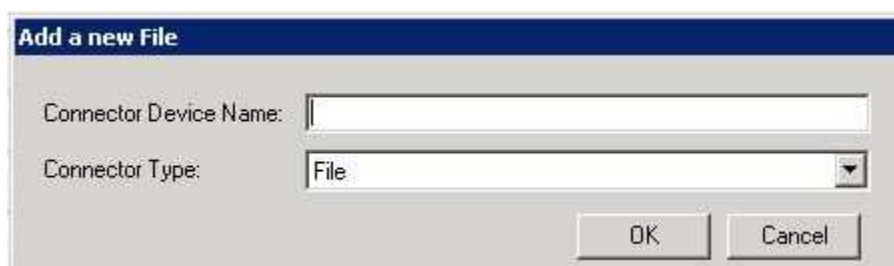 Add a new File
Connector Device Name:
Connector Type: File
OK Cancel